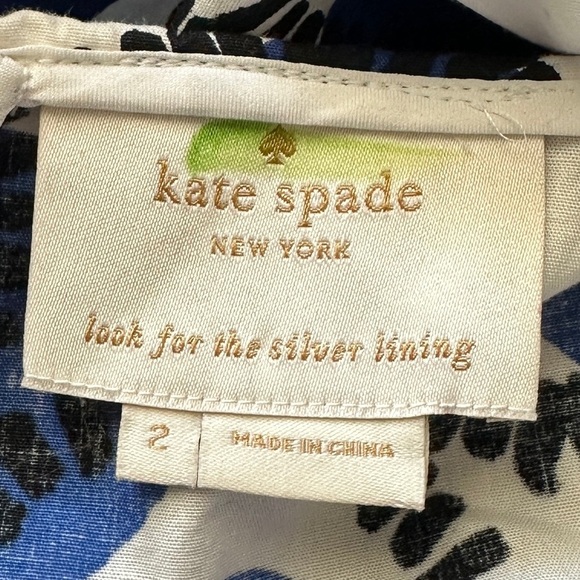 kate spade
NEW YORK
look for the silver lining
2
MADE IN CHINA